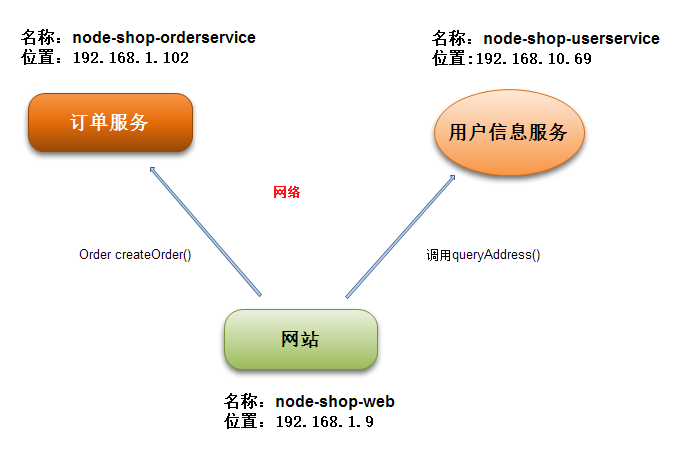 名称：node-shop-orderservice
位置：192.168.1.102
名称：node-shop-userservice
位置:192.168.10.69
订单服务
用户信息服务
网络
Order createOrder()
调用queryAddress()
网站
名称：node-shop-web
位置：192.168.1.9